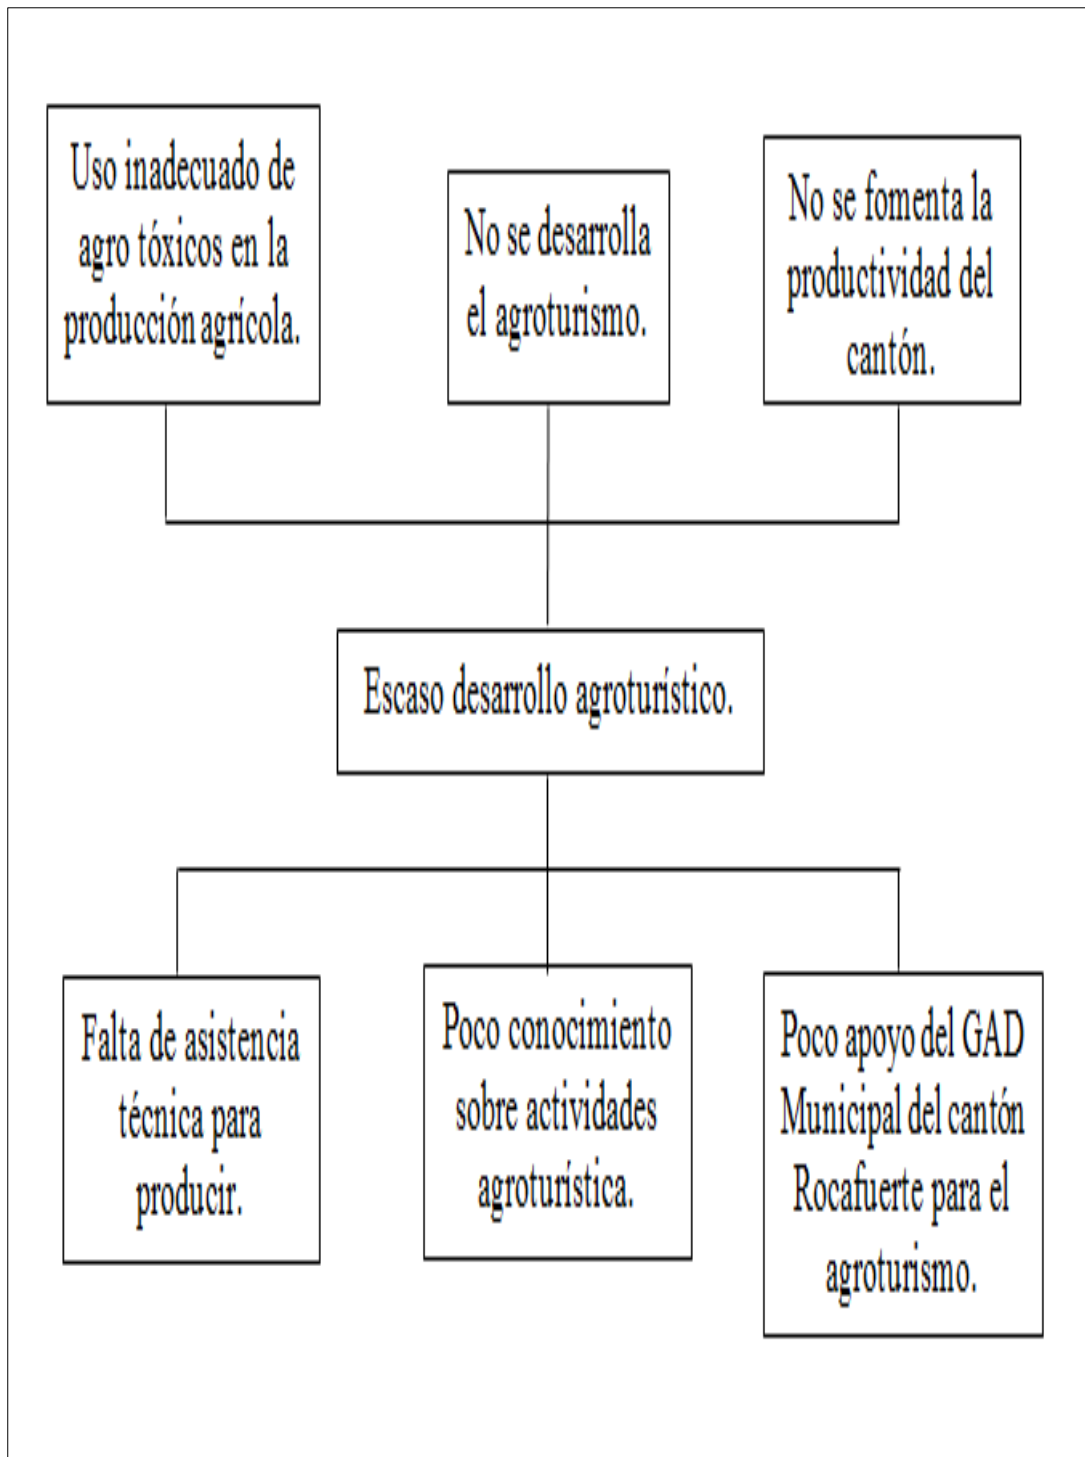 Uso inadecuado de
agro tóxicos en la
producción agrícola.
No se desarrolla
el agroturismo.
No se fomenta la
productividad del
cantón.
Escaso desarrollo agroturístico.
Falta de asistencia
técnica para
producir.
Poco conocimiento
sobre actividades
agroturística.
Poco apoyo del GAD
Municipal del cantón
Rocafuerte para el
agroturismo.